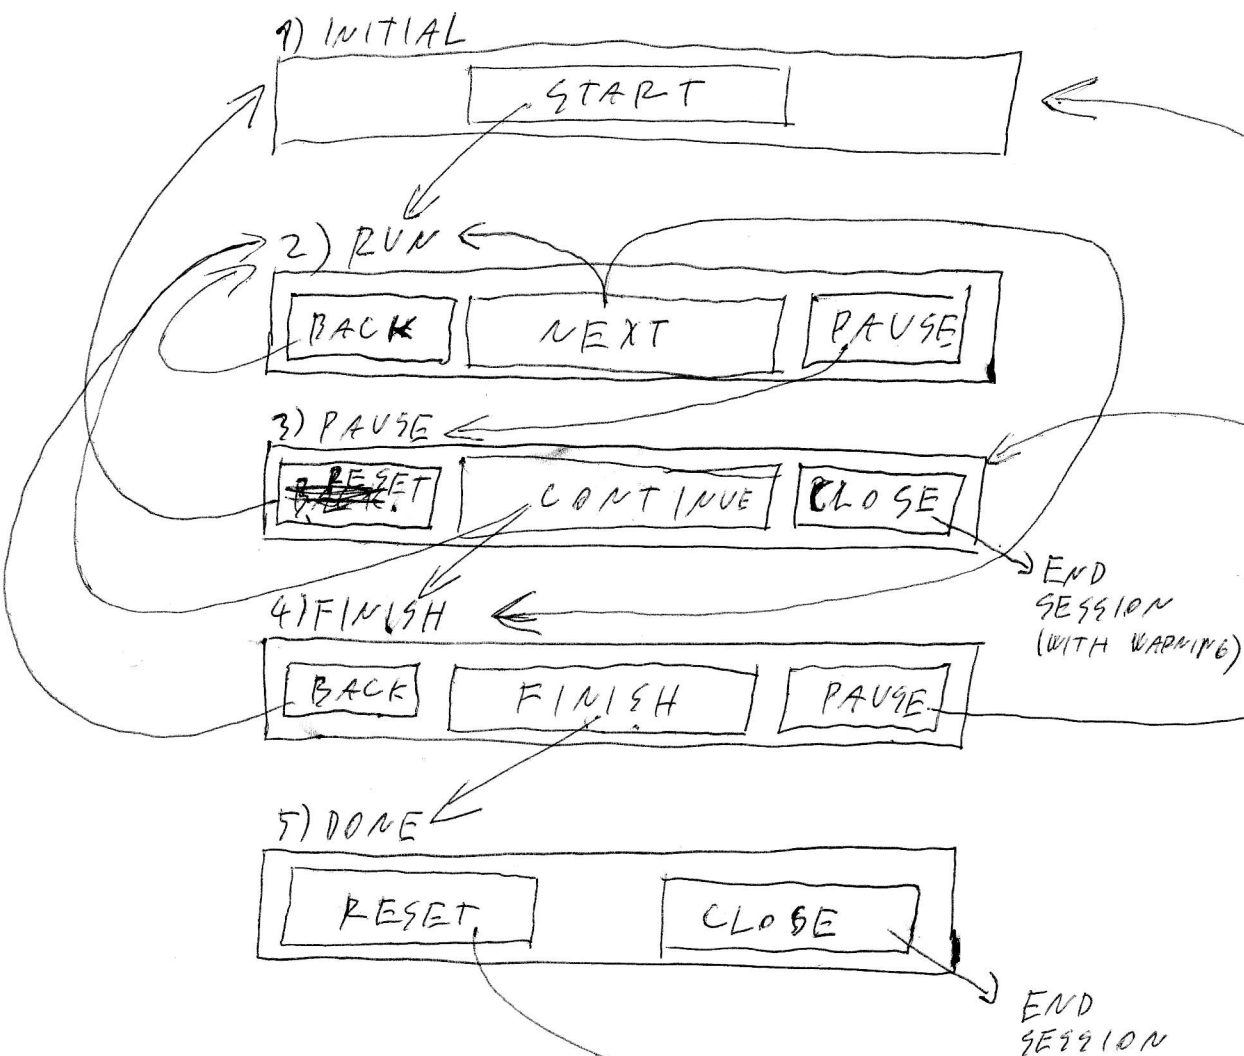 1) INITIAL
START
2) RUN
BACK NEXT PAUSE
3) PAUSE
RESET CONTINUE CLOSE
END
SESSION
(WITH WARNING)
4) FINISH
BACK FINISH PAUSE
5) DONE
RESET CLOSE
END
SESSION